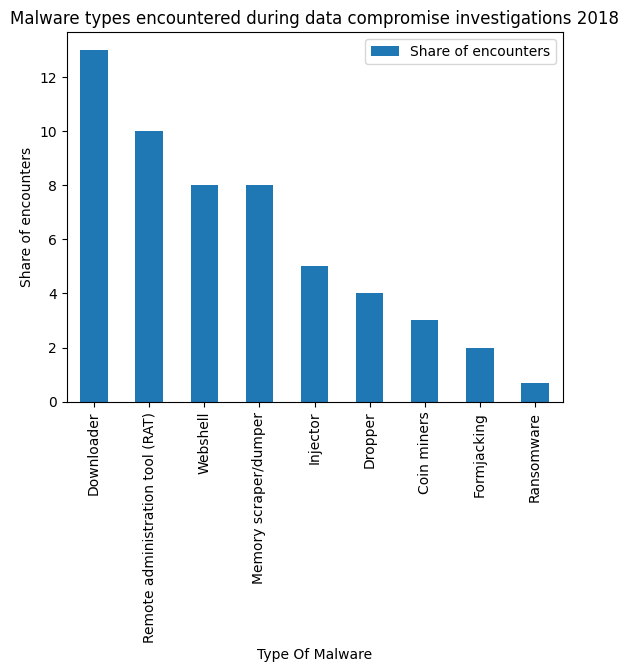 Malware types encountered during data compromise investigations 2018
Share of encounters
Share of encounters
12
10
8
6
4
2
0
Downloader
Remote administration tool (RAT)
Webshell
Memory scraper/dumper
Injector
Dropper
Coin miners
Formjacking
Ransomware
Type Of Malware